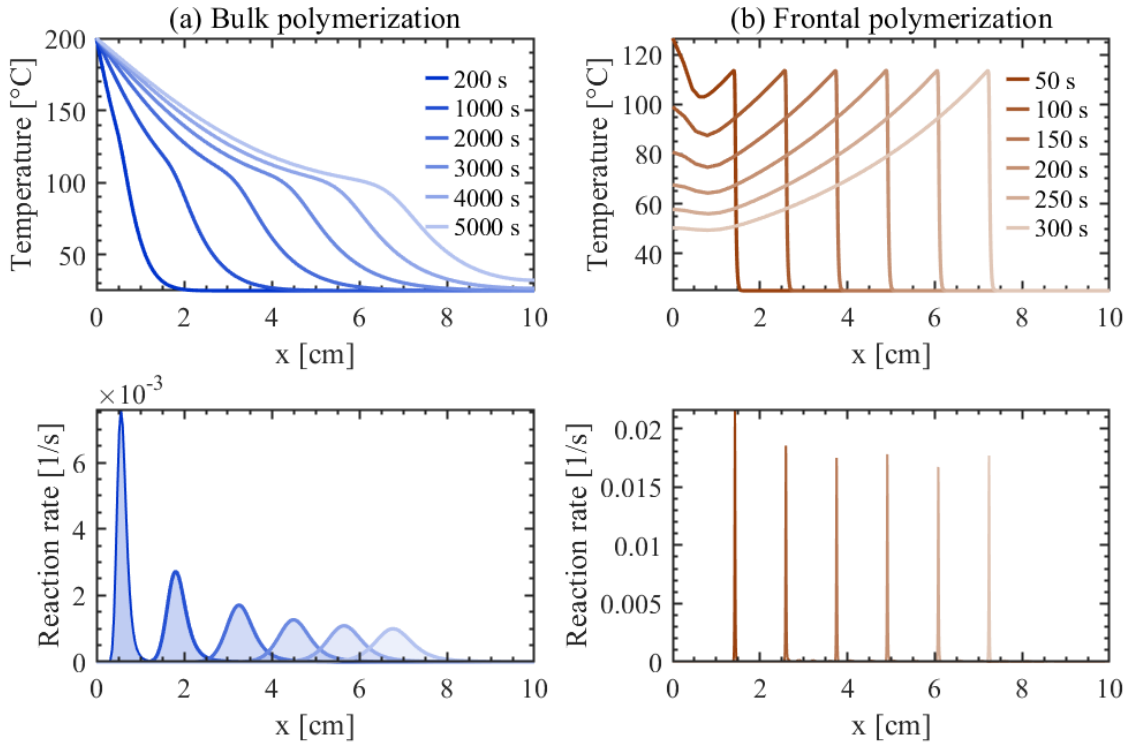 (a) Bulk polymerization
Temperature [°C]
200
150
100
50
200 s
1000 s
2000 s
3000 s
4000 s
5000 s
0 2 4 6 8 10
x [cm]
(b) Frontal polymerization
Temperature [°C]
120
100
80
60
40
50 s
100 s
150 s
200 s
250 s
300 s
0 2 4 6 8 10
x [cm]
×10⁻³
Reaction rate [1/s]
6
4
2
0
0 2 4 6 8 10
x [cm]
Reaction rate [1/s]
0.02
0.015
0.01
0.005
0
0 2 4 6 8 10
x [cm]